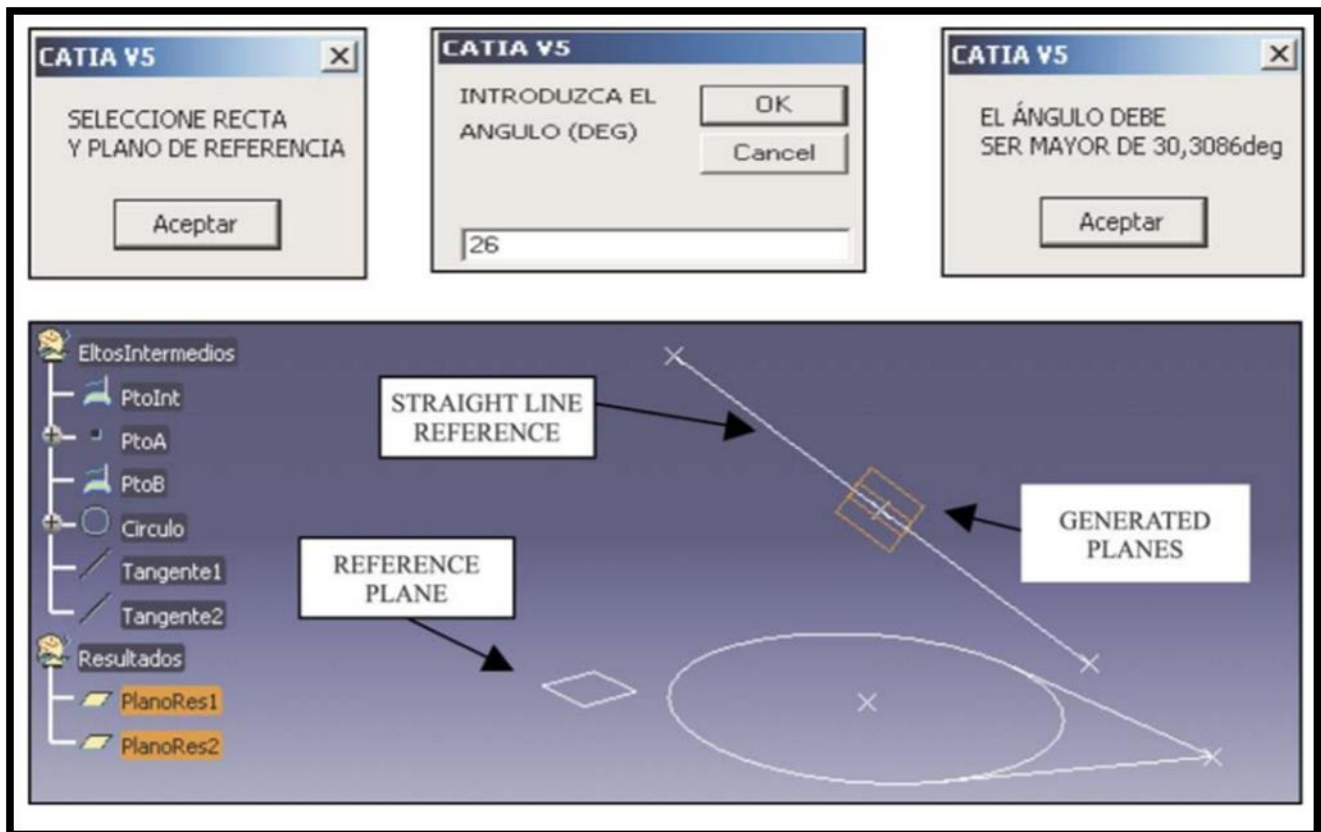 CATIA V5
SELECCIONE RECTA
Y PLANO DE REFERENCIA
Aceptar
CATIA V5
INTRODUZCA EL
ANGULO (DEG)
OK
Cancel
26
CATIA V5
EL ÁNGULO DEBE
SER MAYOR DE 30,3086deg
Aceptar
EltosIntermedios
PtoInt
PtoA
PtoB
Circulo
Tangente1
Tangente2
Resultados
PlanoRes1
PlanoRes2
STRAIGHT LINE
REFERENCE
REFERENCE
PLANE
GENERATED
PLANES